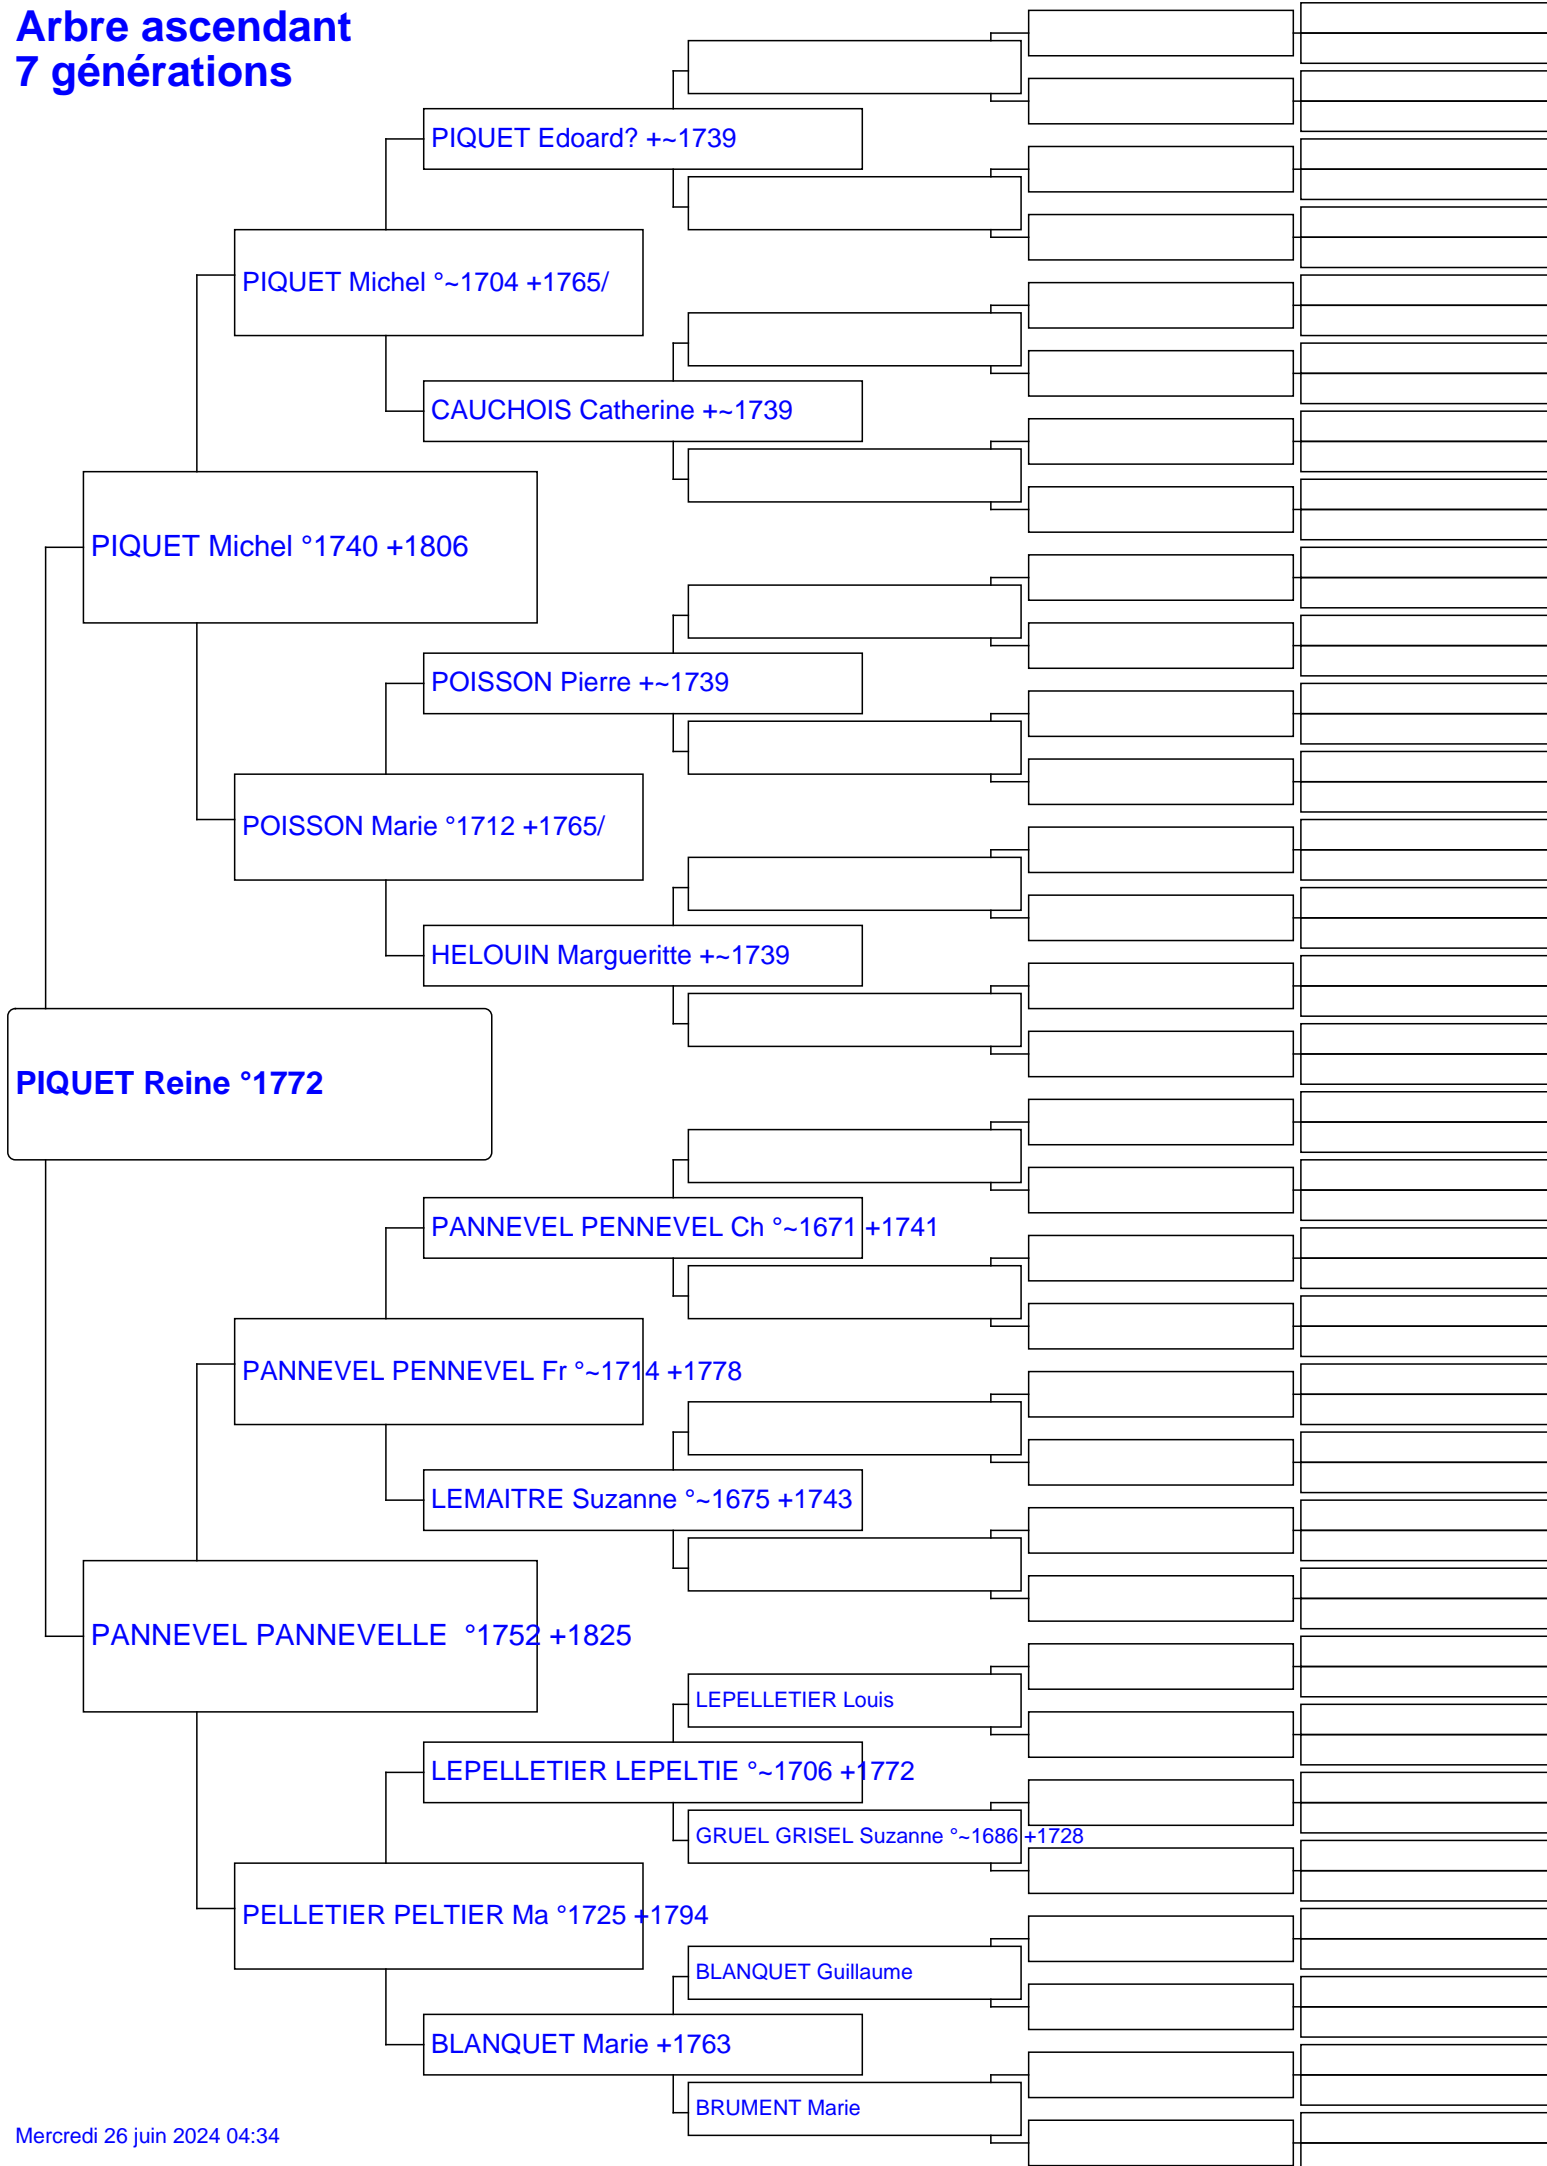 Arbre ascendant
7 générations
PIQUET Edoard? +~1739
PIQUET Michel °~1704 +1765/
CAUCHOIS Catherine +~1739
PIQUET Michel °1740 +1806
POISSON Pierre +~1739
POISSON Marie °1712 +1765/
HELOUIN Margueritte +~1739
PIQUET Reine °1772
PANNEVEL PENNEVEL Ch °~1671 +1741
PANNEVEL PENNEVEL Fr °~1714 +1778
LEMAITRE Suzanne °~1675 +1743
PANNEVEL PANNEVELLE  °1752 +1825
LEPELLETIER Louis
LEPELLETIER LEPELTIE °~1706 +1772
GRUEL GRISEL Suzanne °~1686 +1728
PELLETIER PELTIER Ma °1725 +1794
BLANQUET Guillaume
BLANQUET Marie +1763
BRUMENT Marie
Mercredi 26 juin 2024 04:34